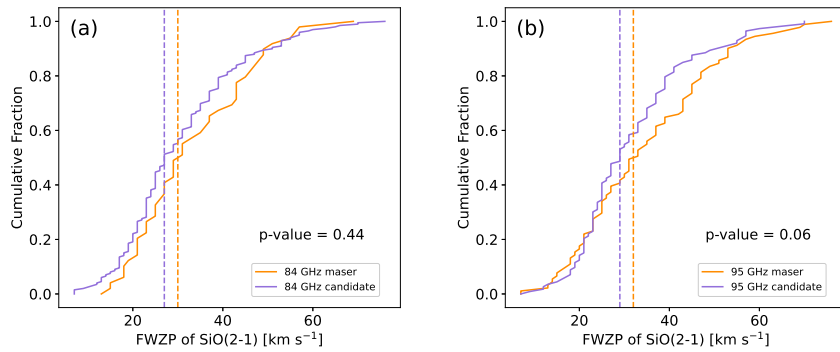 (a)
Cumulative Fraction
1.0
0.8
0.6
0.4
0.2
0.0
p-value = 0.44
84 GHz maser
84 GHz candidate
20
40
60
FWZP of SiO(2-1) [km s⁻¹]
(b)
Cumulative Fraction
1.0
0.8
0.6
0.4
0.2
0.0
p-value = 0.06
95 GHz maser
95 GHz candidate
20
40
60
FWZP of SiO(2-1) [km s⁻¹]